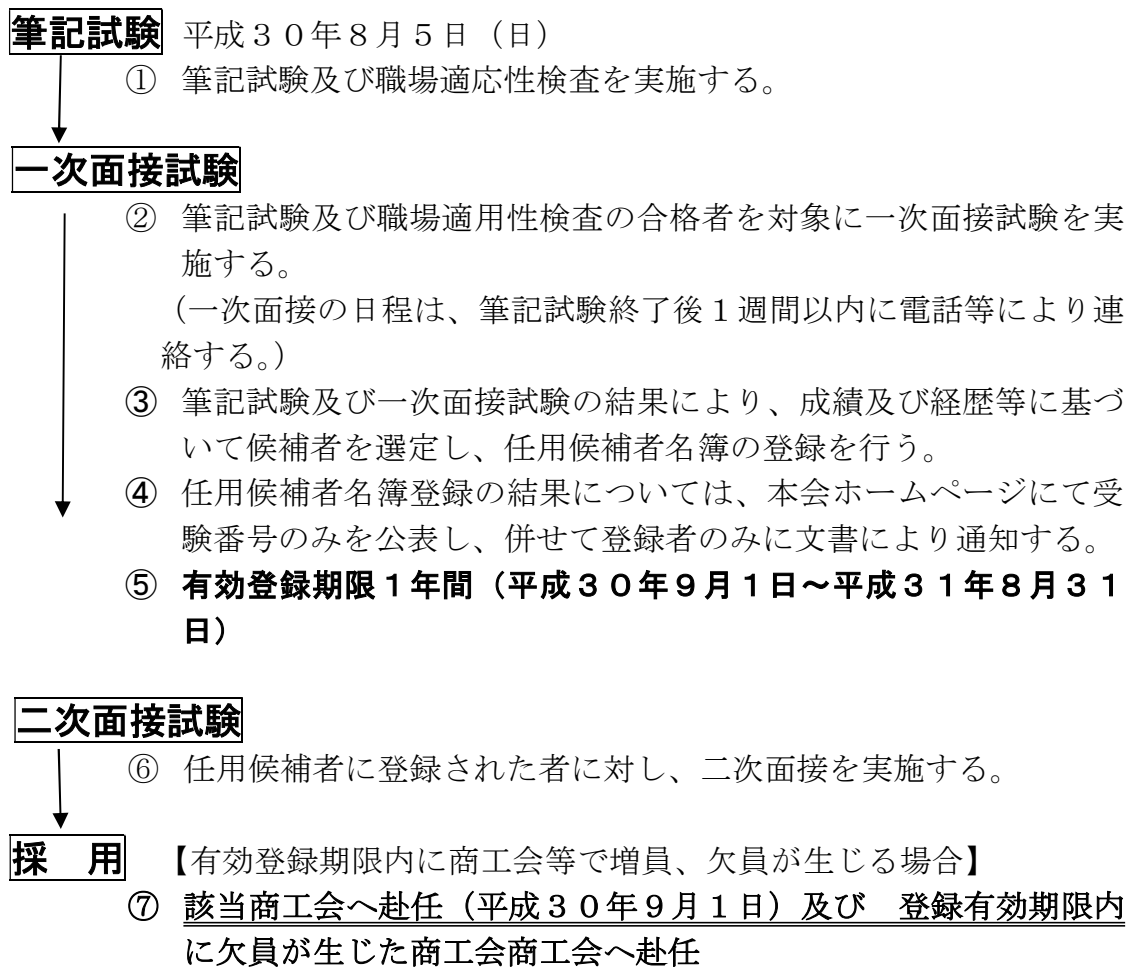 筆記試験 平成３０年８月５日（日）
① 筆記試験及び職場適応性検査を実施する。
一次面接試験
② 筆記試験及び職場適用性検査の合格者を対象に一次面接試験を実
施する。
（一次面接の日程は、筆記試験終了後１週間以内に電話等により連
絡する。）
③ 筆記試験及び一次面接試験の結果により、成績及び経歴等に基づ
いて候補者を選定し、任用候補者名簿の登録を行う。
④ 任用候補者名簿登録の結果については、本会ホームページにて受
験番号のみを公表し、併せて登録者のみに文書により通知する。
⑤ 有効登録期限１年間（平成３０年９月１日～平成３１年８月３１
日）
二次面接試験
⑥ 任用候補者に登録された者に対し、二次面接を実施する。
採　用 【有効登録期限内に商工会等で増員、欠員が生じる場合】
⑦ 該当商工会へ赴任（平成３０年９月１日）及び　登録有効期限内
に欠員が生じた商工会商工会へ赴任